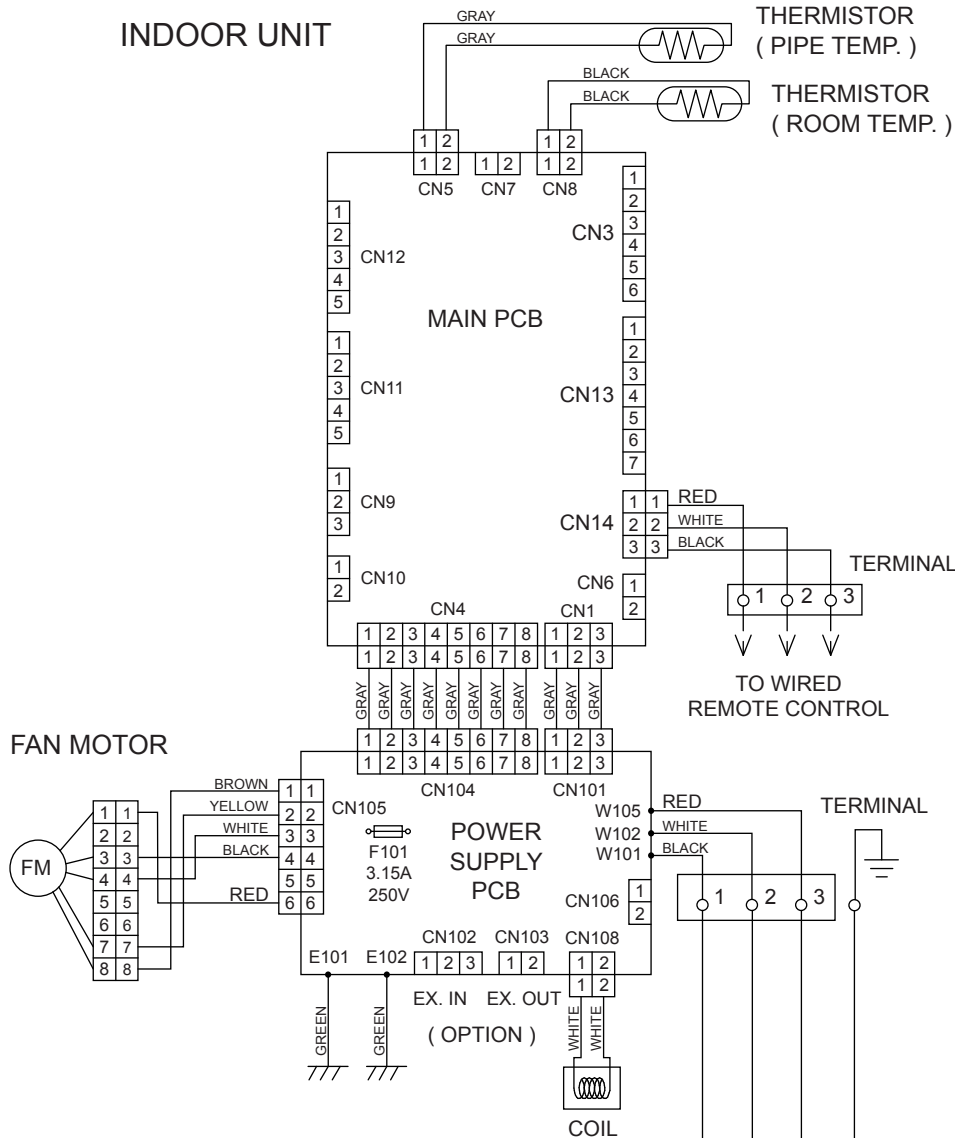 INDOOR UNIT
GRAY
GRAY
THERMISTOR
( PIPE TEMP. )
BLACK
BLACK
THERMISTOR
( ROOM TEMP. )
1 2
1 2
CN5
1 2
CN7
1 2
1 2
CN8
1
2
3
4
5
CN12
1
2
3
4
5
6
CN3
MAIN PCB
1
2
3
4
5
CN11
1
2
3
4
5
6
7
CN13
1
2
3
CN9
1 1
2 2
3 3
CN14
RED
WHITE
BLACK
1
2
CN10
CN6
1
2
TERMINAL
1 2 3
TO WIRED
REMOTE CONTROL
CN4
1 2 3 4 5 6 7 8
1 2 3 4 5 6 7 8
CN1
1 2 3
1 2 3
GRAY GRAY GRAY GRAY GRAY GRAY GRAY GRAY
GRAY GRAY GRAY
1 2 3 4 5 6 7 8
1 2 3 4 5 6 7 8
CN104
1 2 3
1 2 3
CN101
FAN MOTOR
FM
1 1
2 2
3 3
4 4
5 5
6 6
7 7
8 8
BROWN
YELLOW
WHITE
BLACK
RED
1 1
2 2
3 3
4 4
5 5
6 6
CN105
F101
3.15A
250V
POWER
SUPPLY
PCB
W105
W102
W101
RED
WHITE
BLACK
TERMINAL
1 2 3
CN106
1
2
E101 E102
CN102
1 2 3
EX. IN
CN103
1 2
EX. OUT
( OPTION )
CN108
1 2
1 2
GREEN
GREEN
WHITE
WHITE
COIL